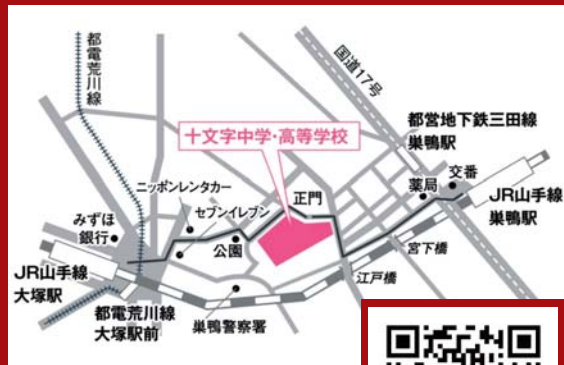 都電荒川線
国道17号
都営地下鉄三田線
巣鴨駅
十文字中学・高等学校
交番
薬局
ニッポンレンタカー
正門
JR山手線
巣鴨駅
セブンイレブン
みずほ
銀行
公園
宮下橋
江戸橋
JR山手線
大塚駅
都電荒川線
大塚駅前
巣鴨警察署